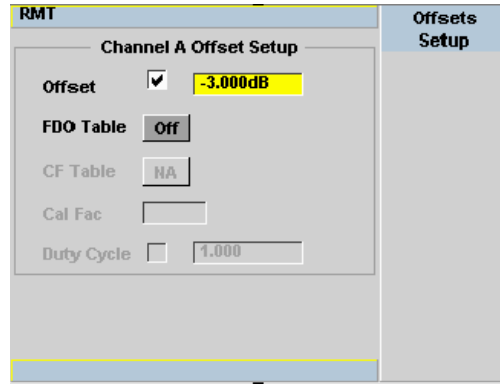 RMT
Offsets
Setup
Channel A Offset Setup
Offset -3.000dB
FDO Table Off
CF Table NA
Cal Fac
Duty Cycle 1.000